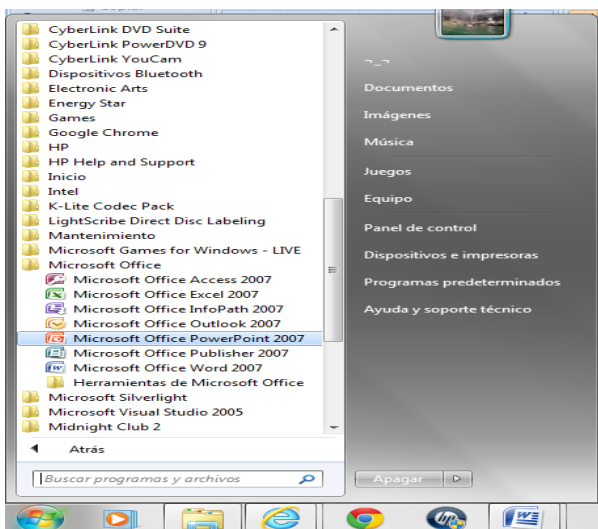 CyberLink DVD Suite
CyberLink PowerDVD 9
CyberLink YouCam
Dispositivos Bluetooth
Electronic Arts
Energy Star
Games
Google Chrome
HP
HP Help and Support
Inicio
Intel
K-Lite Codec Pack
LightScribe Direct Disc Labeling
Mantenimiento
Microsoft Games for Windows - LIVE
Microsoft Office
Microsoft Office Access 2007
Microsoft Office Excel 2007
Microsoft Office InfoPath 2007
Microsoft Office Outlook 2007
Microsoft Office PowerPoint 2007
Microsoft Office Publisher 2007
Microsoft Office Word 2007
Herramientas de Microsoft Office
Microsoft Silverlight
Microsoft Visual Studio 2005
Midnight Club 2
Atrás
Buscar programas y archivos
¬_¬
Documentos
Imágenes
Música
Juegos
Equipo
Panel de control
Dispositivos e impresoras
Programas predeterminados
Ayuda y soporte técnico
Apagar
hp